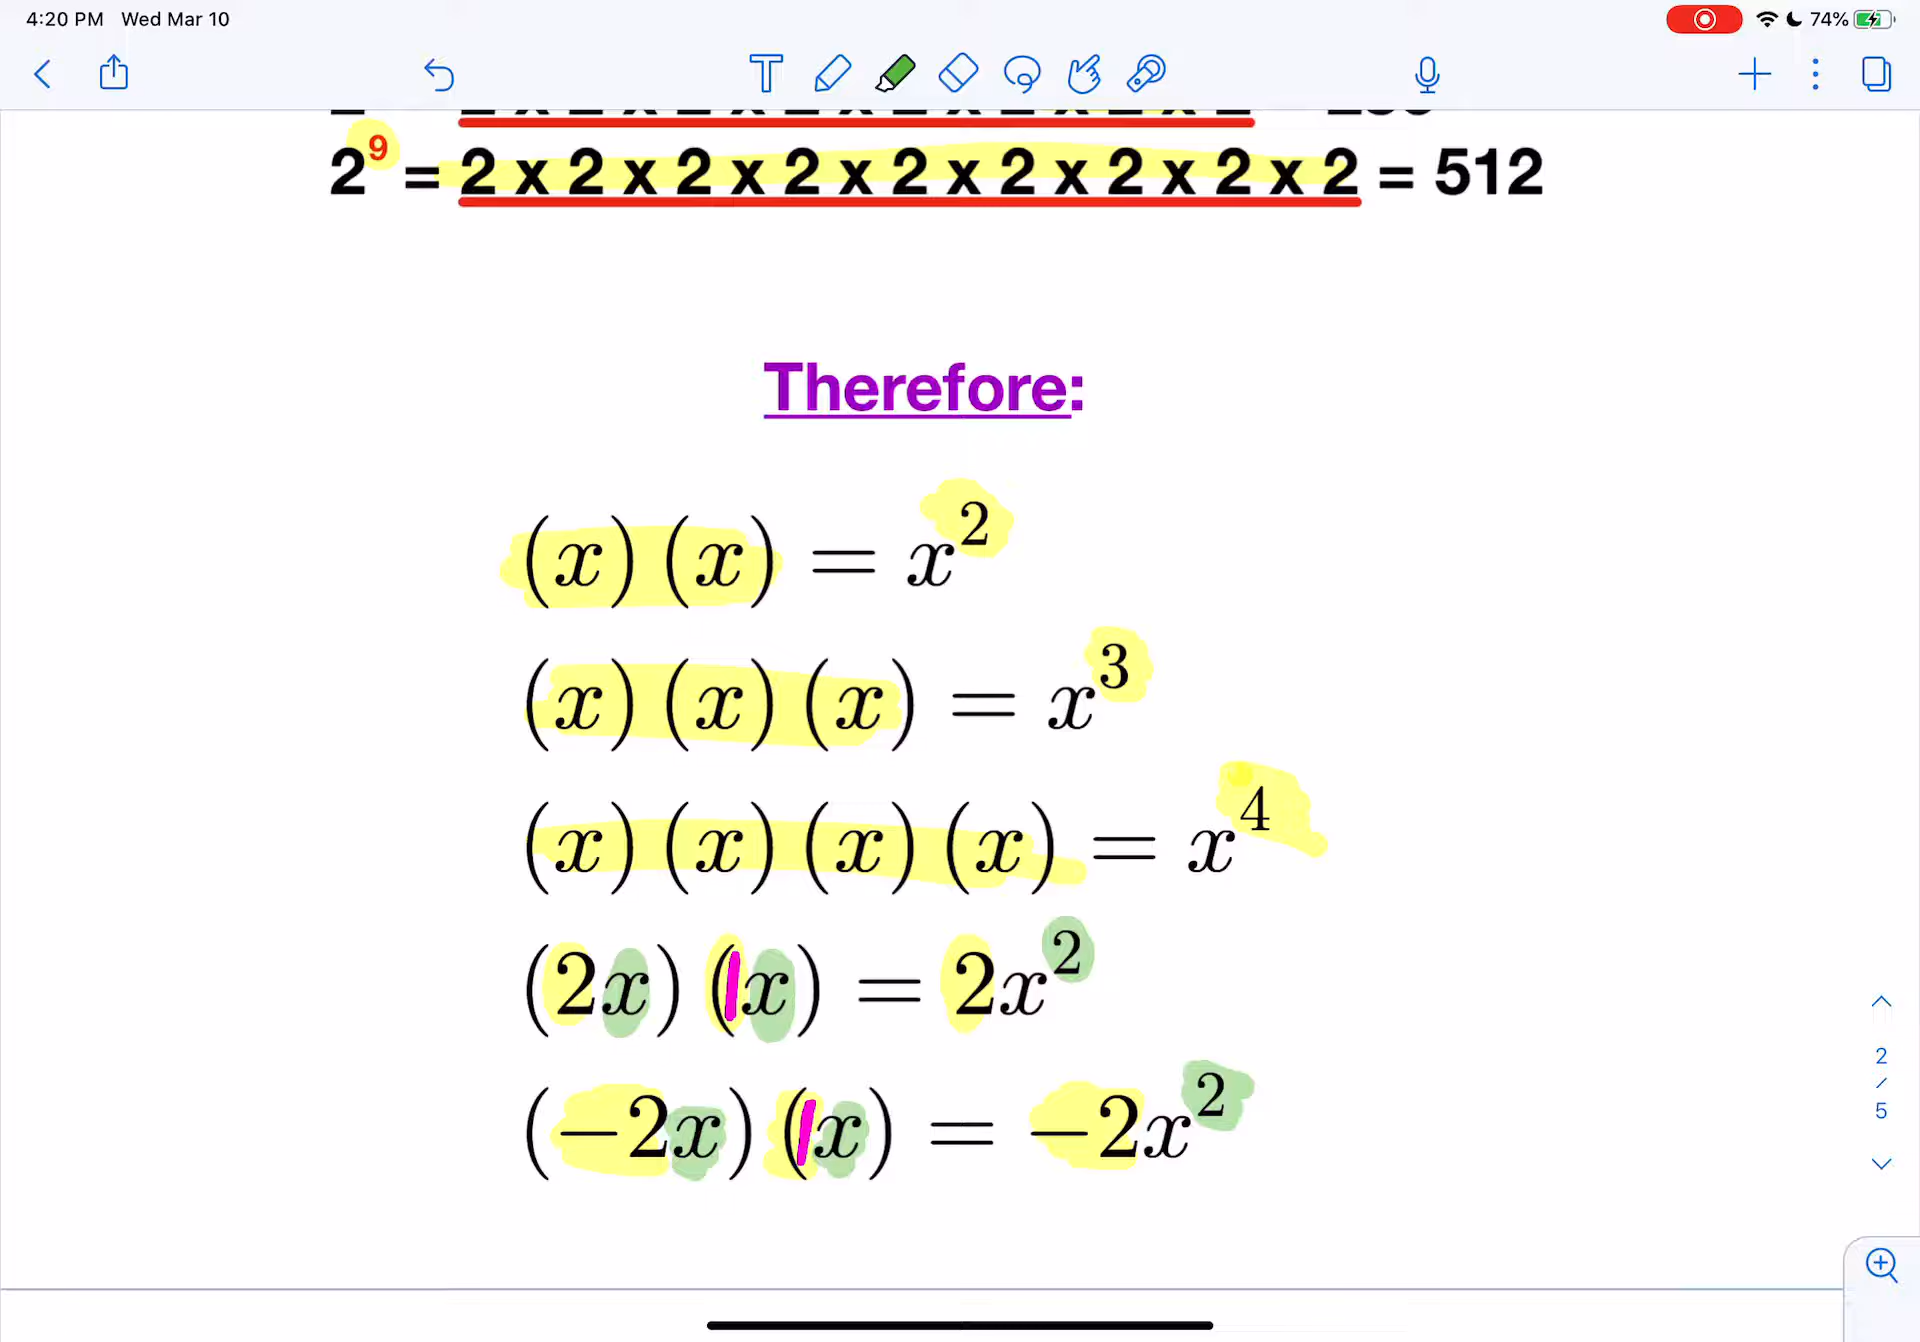 4:20 PM Wed Mar 10 74%
2⁹ = 2 x 2 x 2 x 2 x 2 x 2 x 2 x 2 x 2 = 512
Therefore:
(x)(x) = x²
(x)(x)(x) = x³
(x)(x)(x)(x) = x⁴
(2x)(1x) = 2x²
(−2x)(1x) = −2x²
2
/
5